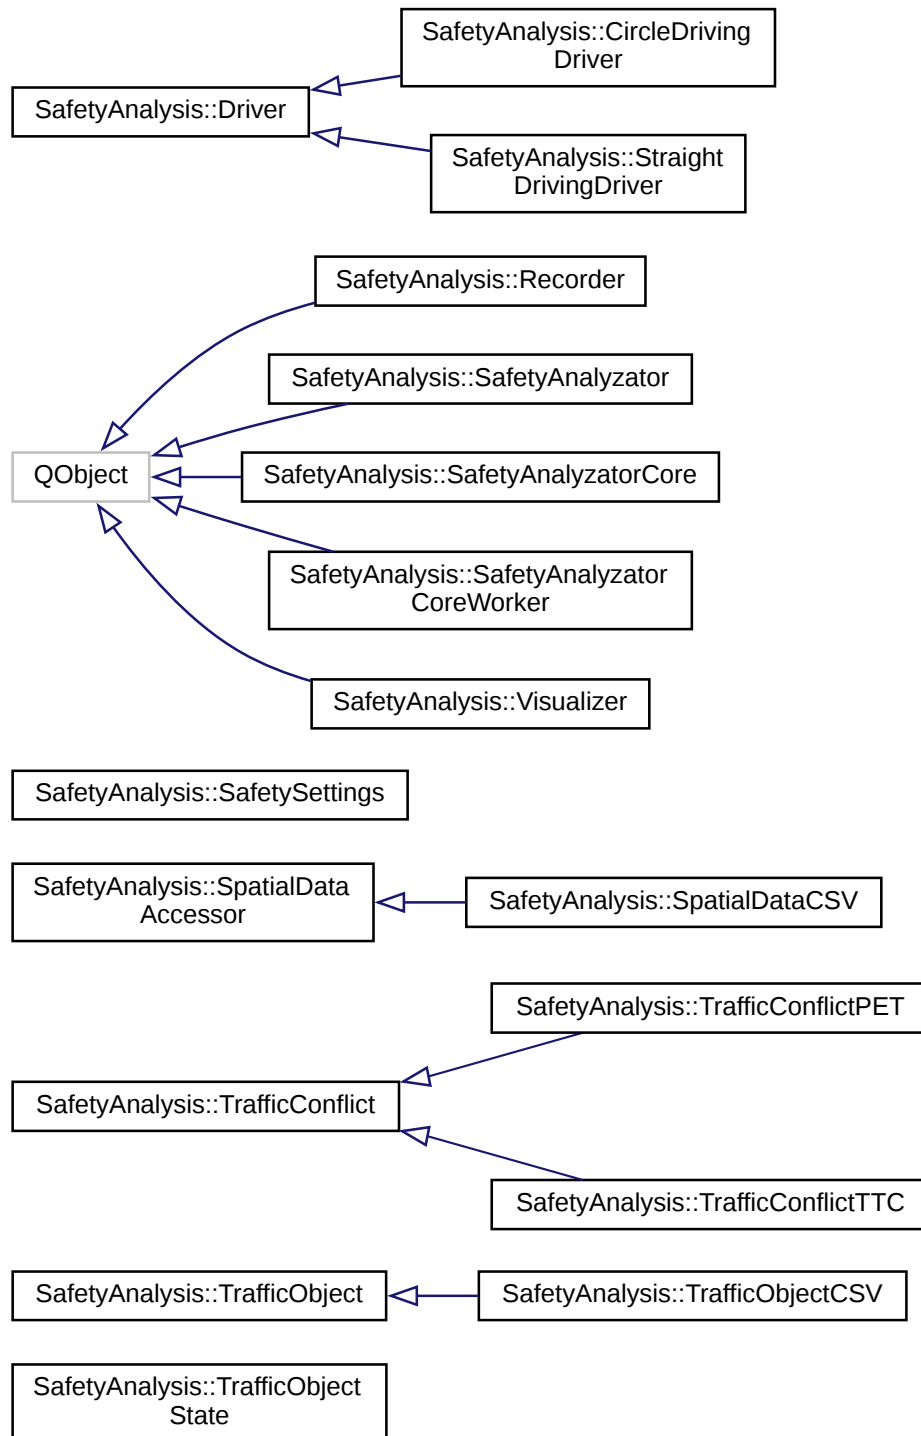 SafetyAnalysis::CircleDriving
Driver
SafetyAnalysis::Driver
SafetyAnalysis::Straight
DrivingDriver
SafetyAnalysis::Recorder
SafetyAnalysis::SafetyAnalyzator
QObject
SafetyAnalysis::SafetyAnalyzatorCore
SafetyAnalysis::SafetyAnalyzator
CoreWorker
SafetyAnalysis::Visualizer
SafetyAnalysis::SafetySettings
SafetyAnalysis::SpatialData
Accessor
SafetyAnalysis::SpatialDataCSV
SafetyAnalysis::TrafficConflictPET
SafetyAnalysis::TrafficConflict
SafetyAnalysis::TrafficConflictTTC
SafetyAnalysis::TrafficObject
SafetyAnalysis::TrafficObjectCSV
SafetyAnalysis::TrafficObject
State